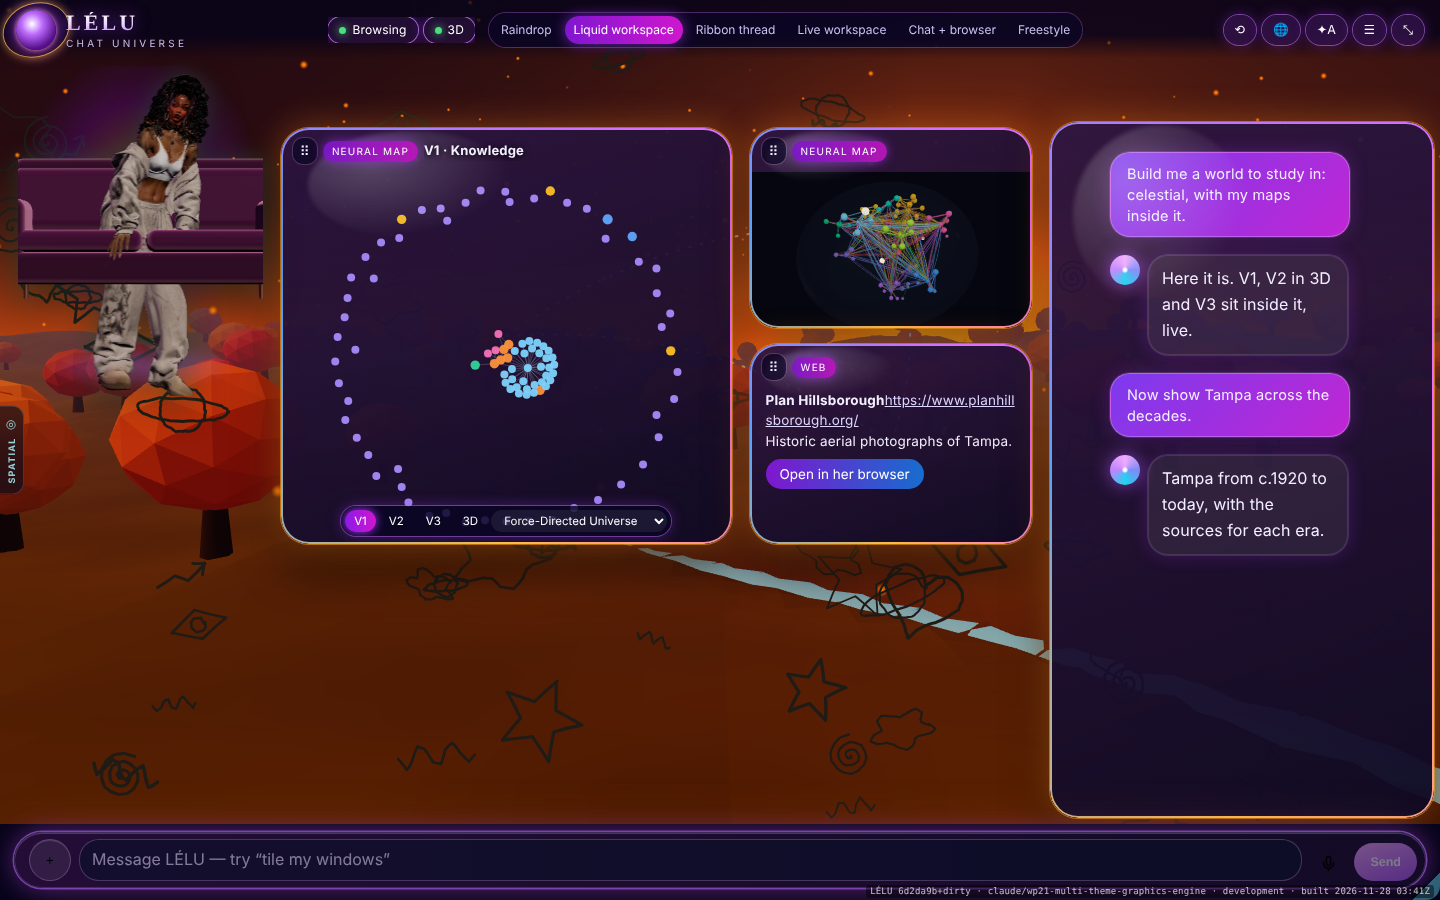 LÉLU
CHAT UNIVERSE
Browsing
3D
Raindrop
Liquid workspace
Ribbon thread
Live workspace
Chat + browser
Freestyle
✦A
NEURAL MAP
V1 · Knowledge
NEURAL MAP
WEB
Plan Hillsboroughhttps://www.planhill
sborough.org/
Historic aerial photographs of Tampa.
Open in her browser
V1
V2
V3
3D
Force-Directed Universe
SPATIAL
Build me a world to study in:
celestial, with my maps
inside it.
Here it is. V1, V2 in 3D
and V3 sit inside it,
live.
Now show Tampa across the
decades.
Tampa from c.1920 to
today, with the
sources for each era.
+
Message LÉLU — try “tile my windows”
Send
LÉLU 6d2da9b+dirty · claude/wp21-multi-theme-graphics-engine · development · built 2026-11-28 03:41Z